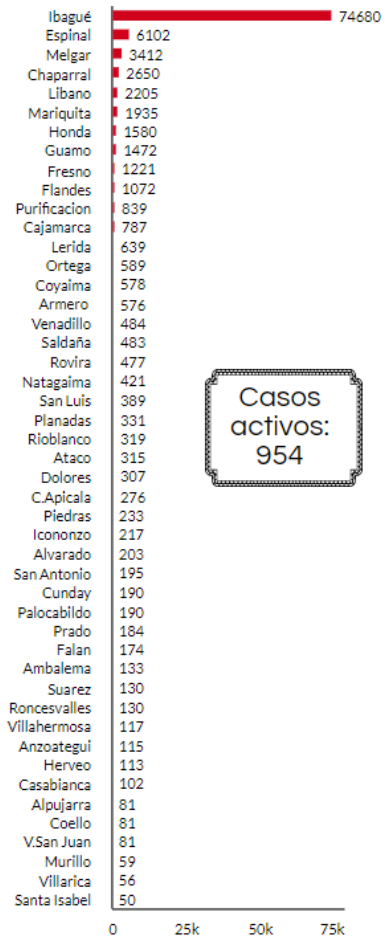 Ibagué 74680
Espinal 6102
Melgar 3412
Chaparral 2650
Libano 2205
Mariquita 1935
Honda 1580
Guamo 1472
Fresno 1221
Flandes 1072
Purificacion 839
Cajamarca 787
Lerida 639
Ortega 589
Coyaima 578
Armero 576
Venadillo 484
Saldaña 483
Rovira 477
Natagaima 421
San Luis 389
Planadas 331
Rioblanco 319
Ataco 315
Dolores 307
C.Apicala 276
Piedras 233
Icononzo 217
Alvarado 203
San Antonio 195
Cunday 190
Palocabildo 190
Prado 184
Falan 174
Ambalema 133
Suarez 130
Roncesvalles 130
Villahermosa 117
Anzoategui 115
Herveo 113
Casabianca 102
Alpujarra 81
Coello 81
V.San Juan 81
Murillo 59
Villarica 56
Santa Isabel 50
0 25k 50k 75k
Casos
activos:
954